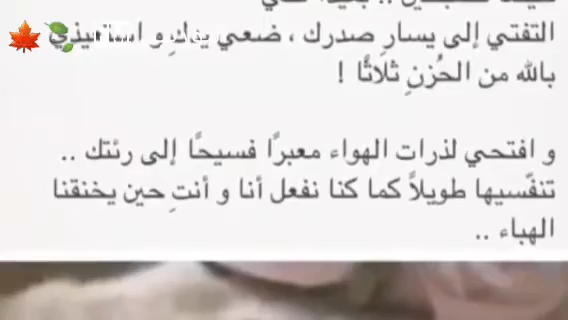 التفتي إلى يسارِ صدرك ، ضعي يدكِ و استعيذي
بالله من الحُزنِ ثلاثًا !
و افتحي لذرات الهواء معبرًا فسيحًا إلى رئتك ..
تنفّسيها طويلاً كما كنا نفعل أنا و أنتِ حين يخنقنا
الهباء ..